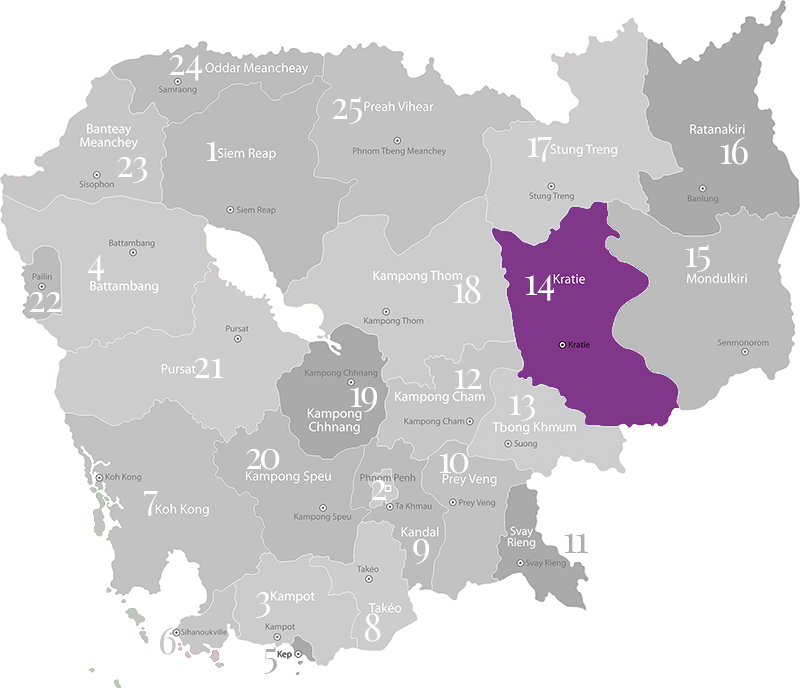 24 Oddar Meancheay
Samraong
25 Preah Vihear
Phnom Tbeng Meanchey
Banteay
Meanchey
23
Sisophon
1 Siem Reap
Siem Reap
17 Stung Treng
Stung Treng
Ratanakiri
16
Banlung
Battambang
4
Battambang
Pailin
22
Kampong Thom
18
Kampong Thom
14 Kratie
Kratie
15
Mondulkiri
Senmonorom
Pursat
Pursat 21
Kampong Chhnang
19
Kampong
Chhnang
12
Kampong Cham
Kampong Cham
13
Tbong Khmum
Suong
20
Kampong Speu
Kampong Speu
Phnom Penh
2
Ta Khmau
10
Prey Veng
Prey Veng
Koh Kong
7 Koh Kong
Kandal
9
Svay
Rieng
11
Svay Rieng
Takéo
Takéo
8
3 Kampot
Kampot
6 Sihanoukville
5 Kep